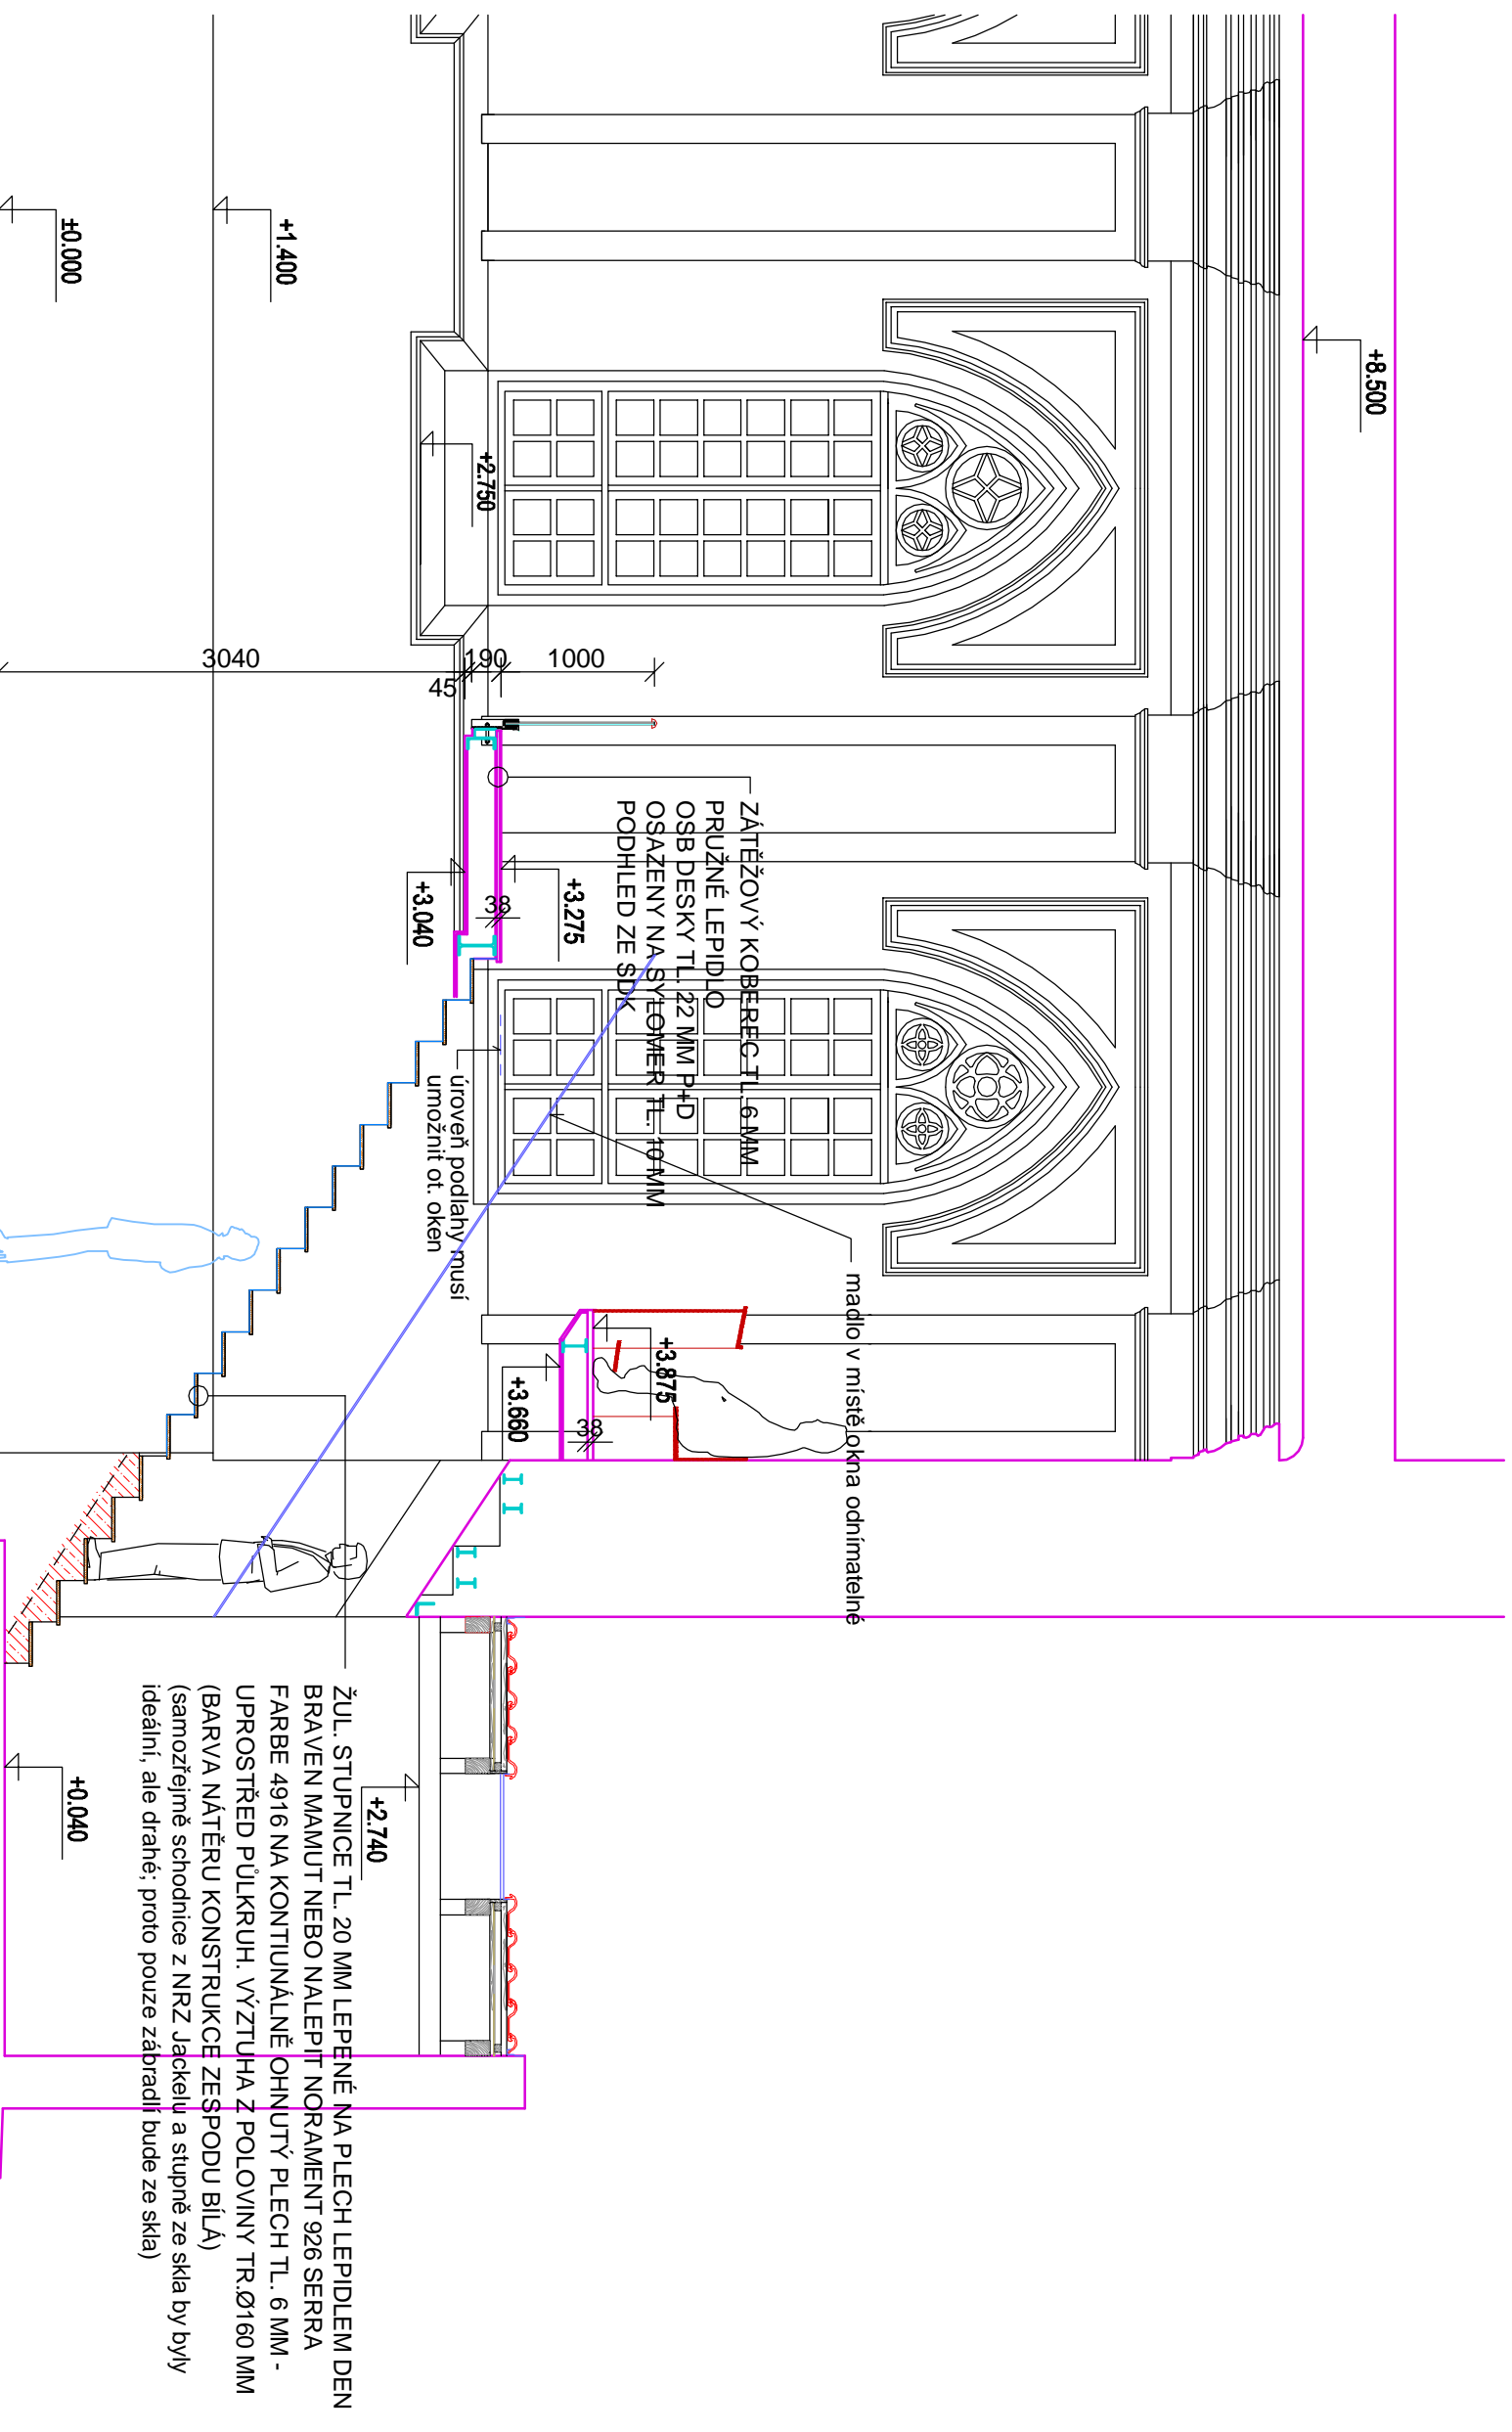 +8.500
+1.400
±0.000
+2.750
3040
45
190
1000
ZÁTĚŽOVÝ KOBEREC TL. 6 MM
PRUŽNÉ LEPIDLO
OSB DESKY TL. 22 MM P+D
OSAZENY NA SYLOMER TL. 10 MM
PODHLED ZE SDK
+3.275
38
+3.040
úroveň podlahy musí
umožnit ot. oken
madlo v místě okna odnímatelné
+3.875
+3.660
38
ŽUL. STUPNICE TL. 20 MM LEPENÉ NA PLECH LEPIDLEM DEN
BRAVEN MAMUT NEBO NALEPIT NORAMENT 926 SERRA
FARBE 4916 NA KONTIUNÁLNĚ OHNUTÝ PLECH TL. 6 MM -
UPROSTŘED PŮLKRUH. VÝZTUHA Z POLOVINY TR.Ø160 MM
(BARVA NÁTĚRU KONSTRUKCE ZESPODU BÍLÁ)
(samozřejmě schodnice z NRZ Jackelu a stupně ze skla by byly
ideální, ale drahé; proto pouze zábradlí bude ze skla)
+2.740
+0.040